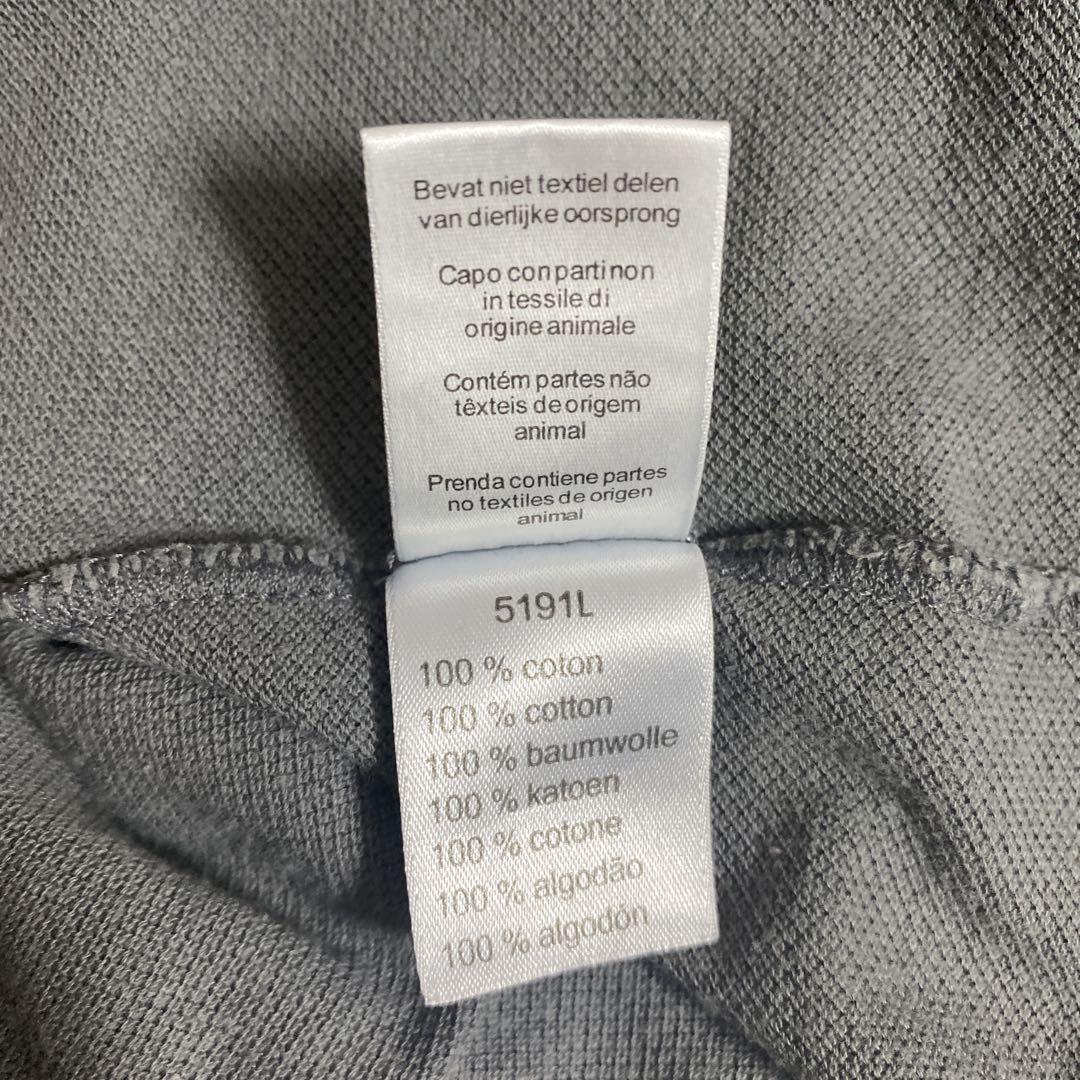 Bevat niet textiel delen
van dierlijke oorsprong
Capo con parti non
in tessile di
origine animale
Contém partes não
têxteis de origem
animal
Prenda contiene partes
no textiles de origen
animal
5191L
100 % coton
100 % cotton
100 % baumwolle
100 % katoen
100 % cotone
100 % algodão
100 % algodón